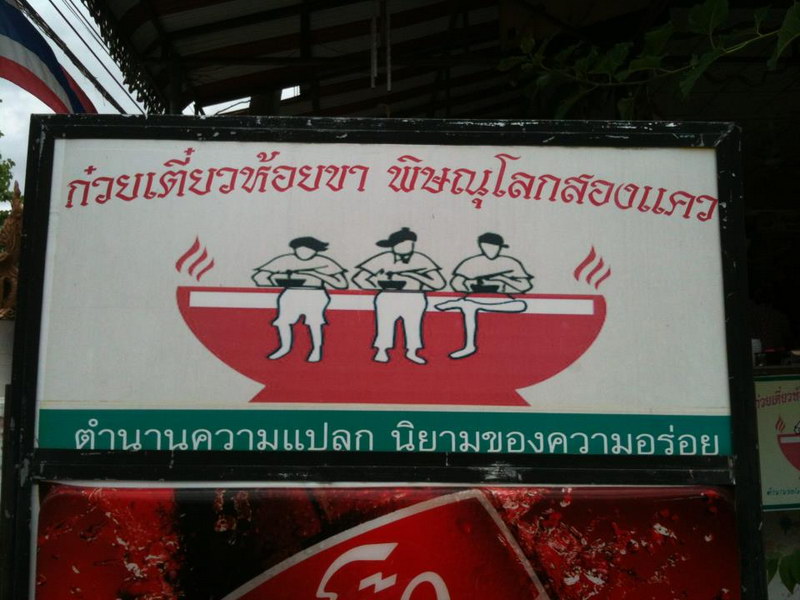 ก๋วยเตี๋ยวห้อยขา พิษณุโลกสองแคว
ตำนานความแปลก นิยามของความอร่อย